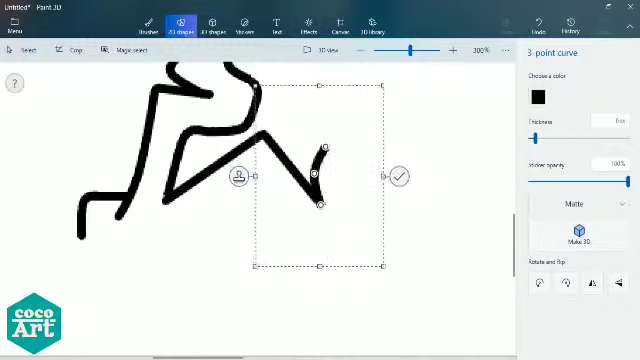 Untitled* - Paint 3D
Menu
Brushes
2D shapes
3D shapes
Stickers
Text
Effects
Canvas
3D library
Undo
History
Select
Crop
Magic select
3D view
300%
3-point curve
Choose a color
Thickness
Sticker opacity
100%
Matte
Make 3D
Rotate and flip
?
coco
Art